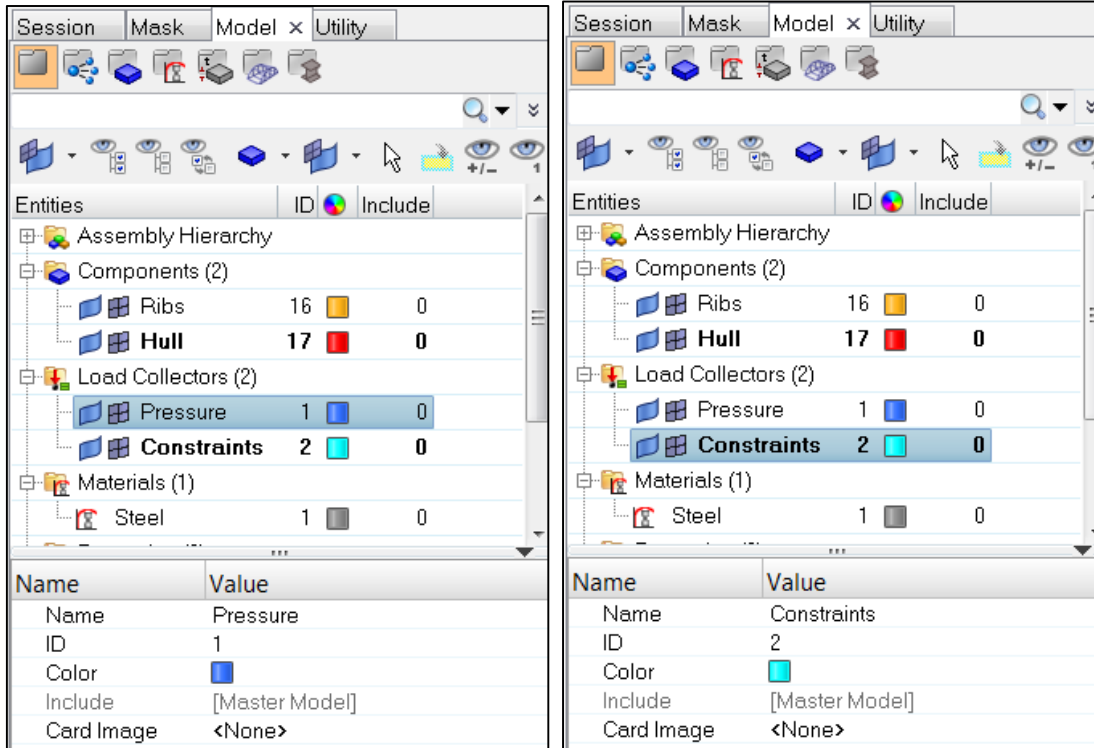 Session Mask Model × Utility
1
Entities ID Include
Assembly Hierarchy
Components (2)
Ribs 16 0
Hull 17 0
Load Collectors (2)
Pressure 1 0
Constraints 2 0
Materials (1)
Steel 1 0
Name Value
Name Pressure
ID 1
Color
Include [Master Model]
Card Image <None>
Session Mask Model × Utility
1
Entities ID Include
Assembly Hierarchy
Components (2)
Ribs 16 0
Hull 17 0
Load Collectors (2)
Pressure 1 0
Constraints 2 0
Materials (1)
Steel 1 0
Name Value
Name Constraints
ID 2
Color
Include [Master Model]
Card Image <None>